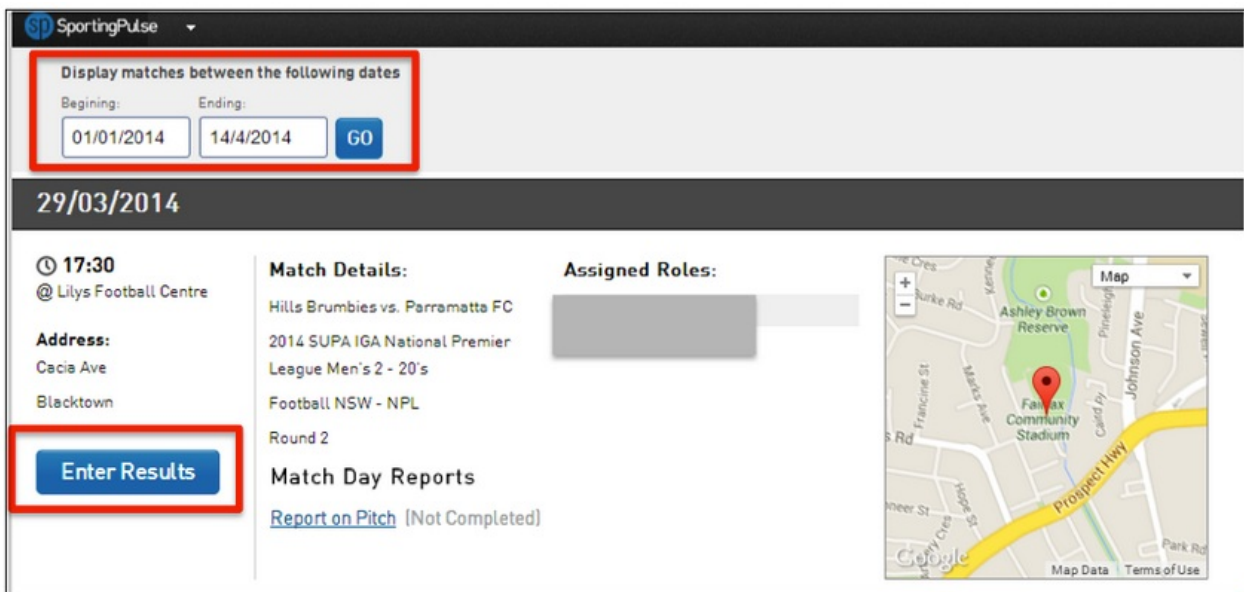 sp SportingPulse
Display matches between the following dates
Begining:
Ending:
01/01/2014
14/4/2014
GO
29/03/2014
17:30
@ Lilys Football Centre
Address:
Cacia Ave
Blacktown
Enter Results
Match Details:
Hills Brumbies vs. Parramatta FC
2014 SUPA IGA National Premier
League Men's 2 - 20's
Football NSW - NPL
Round 2
Match Day Reports
Report on Pitch (Not Completed)
Assigned Roles:
+
-
Map
Ashley Brown
Reserve
Johnson Ave
Francine St
Marks Ave
Caird Pl
Community
Stadium
s Rd
Prospect Hwy
Hope St
Park Rd
Google
Map Data
Terms of Use